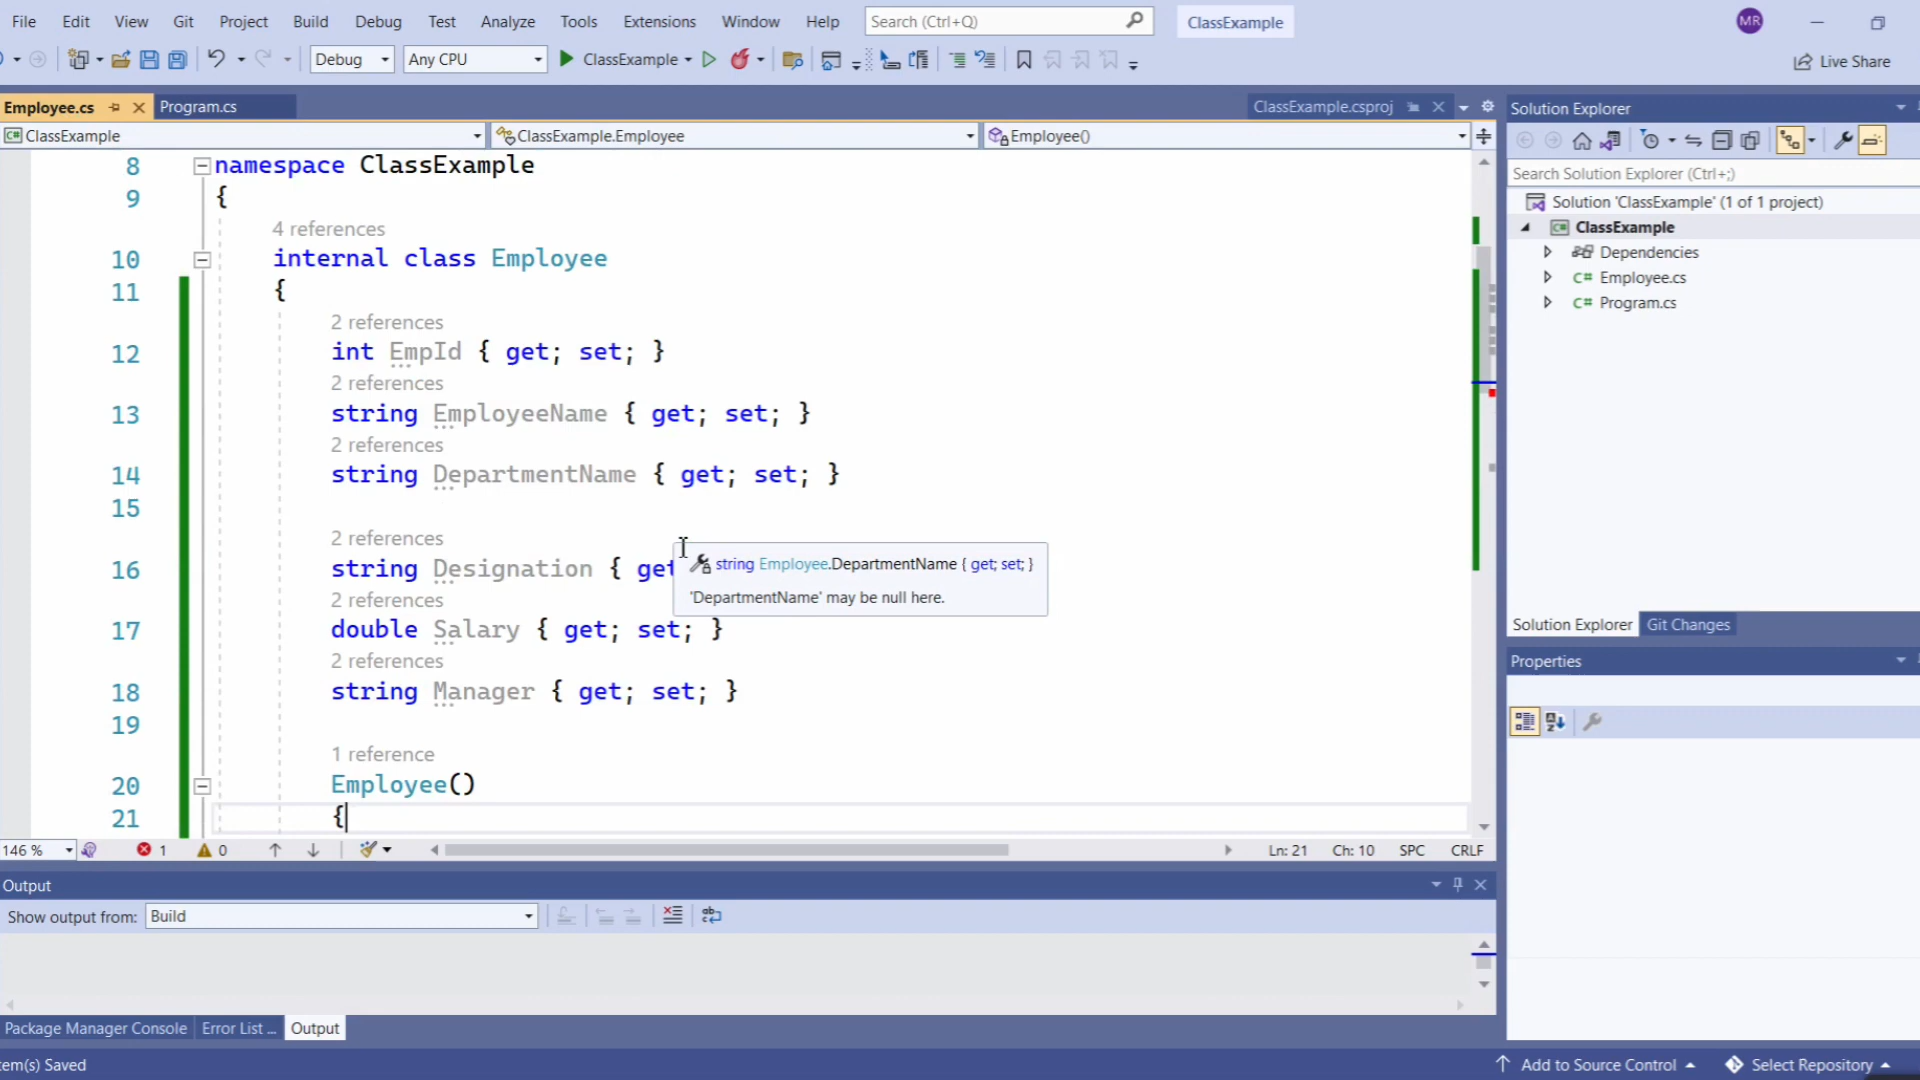 File Edit View Git Project Build Debug Test Analyze Tools Extensions Window Help Search (Ctrl+Q) ClassExample MR
Debug Any CPU ClassExample Live Share
Employee.cs Program.cs ClassExample.csproj
ClassExample ClassExample.Employee Employee()
8 namespace ClassExample
9 {
4 references
10 internal class Employee
11 {
2 references
12 int EmpId { get; set; }
2 references
13 string EmployeeName { get; set; }
2 references
14 string DepartmentName { get; set; }
15
2 references
16 string Designation { get
string Employee.DepartmentName { get; set; }
'DepartmentName' may be null here.
2 references
17 double Salary { get; set; }
2 references
18 string Manager { get; set; }
19
1 reference
20 Employee()
21 {
146 % 1 0 Ln: 21 Ch: 10 SPC CRLF
Output
Show output from: Build
Package Manager Console Error List ... Output
em(s) Saved
Solution Explorer
Search Solution Explorer (Ctrl+;)
Solution 'ClassExample' (1 of 1 project)
ClassExample
Dependencies
C# Employee.cs
C# Program.cs
Solution Explorer Git Changes
Properties
Add to Source Control Select Repository